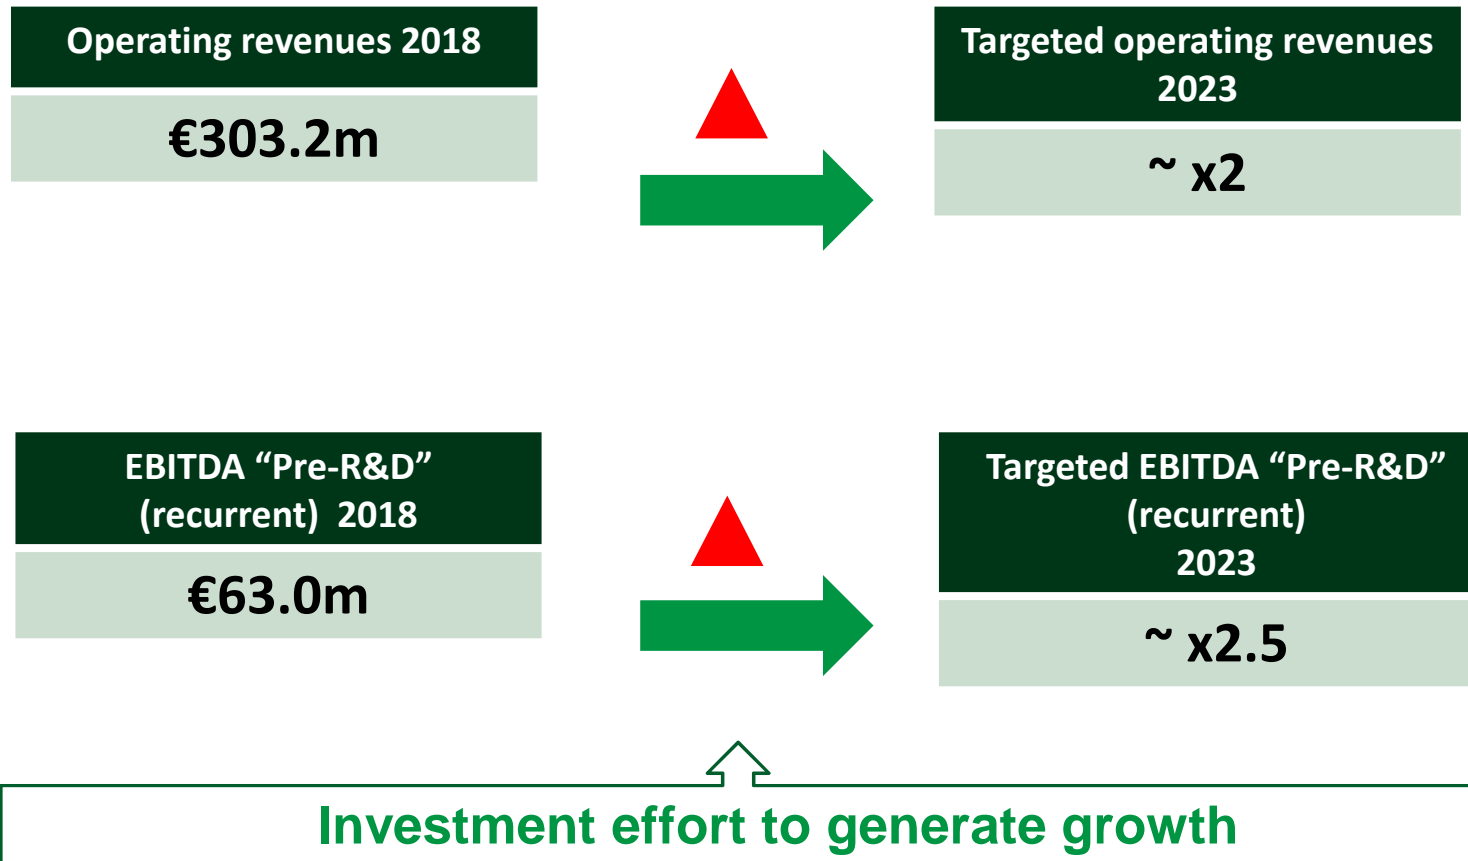 Operating revenues 2018
€303.2m
Targeted operating revenues
2023
~ x2
EBITDA “Pre-R&D”
(recurrent)  2018
€63.0m
Targeted EBITDA “Pre-R&D”
(recurrent)
2023
~ x2.5
Investment effort to generate growth